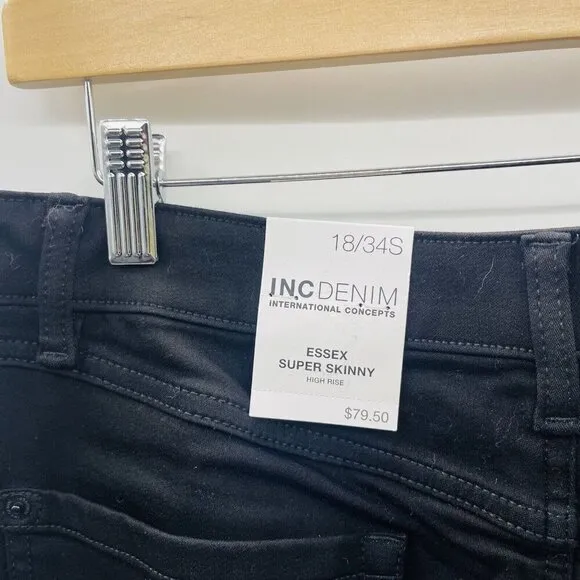 18/34S
I.N.C DENIM
INTERNATIONAL CONCEPTS
ESSEX
SUPER SKINNY
HIGH RISE
$79.50